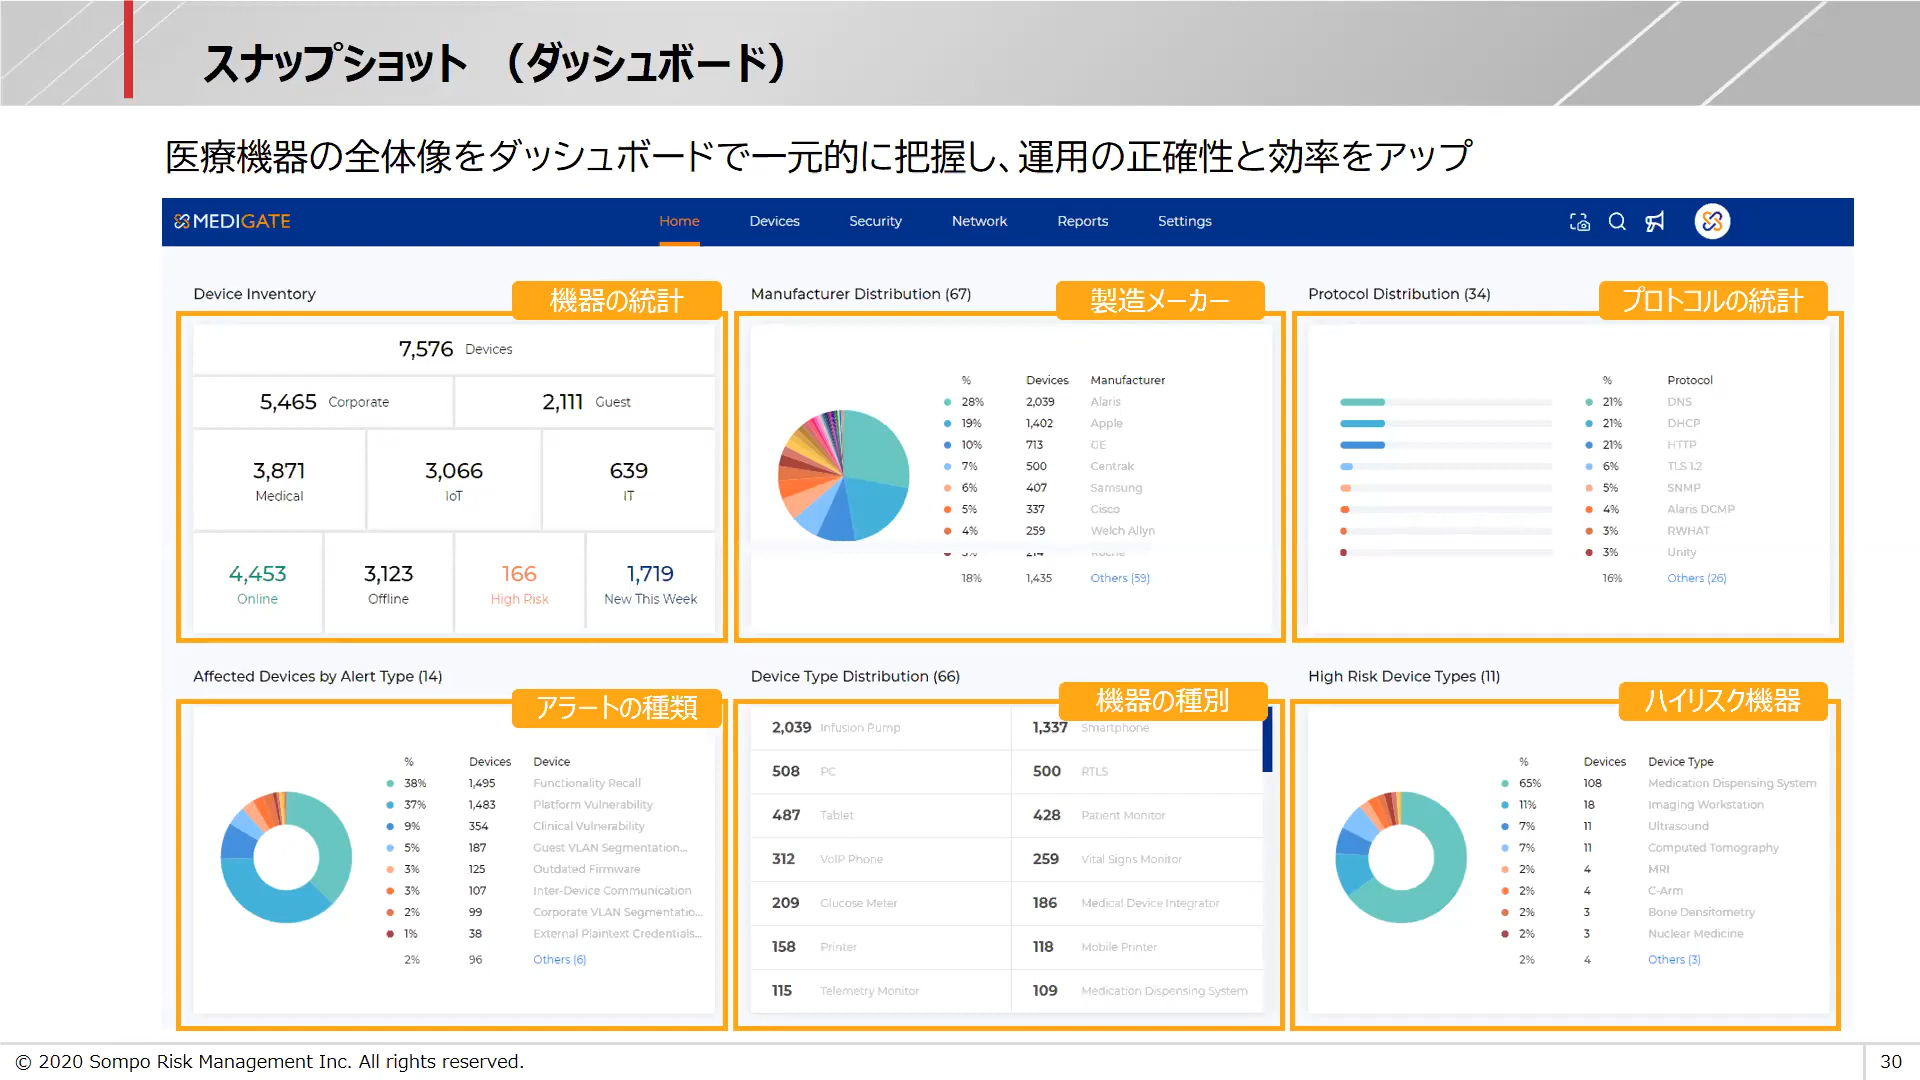 スナップショット （ダッシュボード）
医療機器の全体像をダッシュボードで一元的に把握し、運用の正確性と効率をアップ
MEDIGATE
Home Devices Security Network Reports Settings
Device Inventory
機器の統計
7,576 Devices
5,465 Corporate
2,111 Guest
3,871 Medical
3,066 IoT
639 IT
4,453 Online
3,123 Offline
166 High Risk
1,719 New This Week
Manufacturer Distribution (67)
製造メーカー
% Devices Manufacturer
28% 2,039 Alaris
19% 1,402 Apple
10% 713 GE
7% 500 Centrak
6% 407 Samsung
5% 337 Cisco
4% 259 Welch Allyn
18% 1,435 Others (59)
Protocol Distribution (34)
プロトコルの統計
% Protocol
21% DNS
21% DHCP
21% HTTP
6% TLS 1.2
5% SNMP
4% Alaris DCMP
3% RWHAT
3% Unity
16% Others (26)
Affected Devices by Alert Type (14)
アラートの種類
% Devices Device
38% 1,495 Functionality Recall
37% 1,483 Platform Vulnerability
9% 354 Clinical Vulnerability
5% 187 Guest VLAN Segmentation...
3% 125 Outdated Firmware
3% 107 Inter-Device Communication
2% 99 Corporate VLAN Segmentatio...
1% 38 External Plaintext Credentials...
2% 96 Others (6)
Device Type Distribution (66)
機器の種別
2,039 Infusion Pump 1,337 Smartphone
508 PC 500 RTLS
487 Tablet 428 Patient Monitor
312 VoIP Phone 259 Vital Signs Monitor
209 Glucose Meter 186 Medical Device Integrator
158 Printer 118 Mobile Printer
115 Telemetry Monitor 109 Medication Dispensing System
High Risk Device Types (11)
ハイリスク機器
% Devices Device Type
65% 108 Medication Dispensing System
11% 18 Imaging Workstation
7% 11 Ultrasound
7% 11 Computed Tomography
2% 4 MRI
2% 4 C-Arm
2% 3 Bone Densitometry
2% 3 Nuclear Medicine
2% 4 Others (3)
© 2020 Sompo Risk Management Inc. All rights reserved.
30